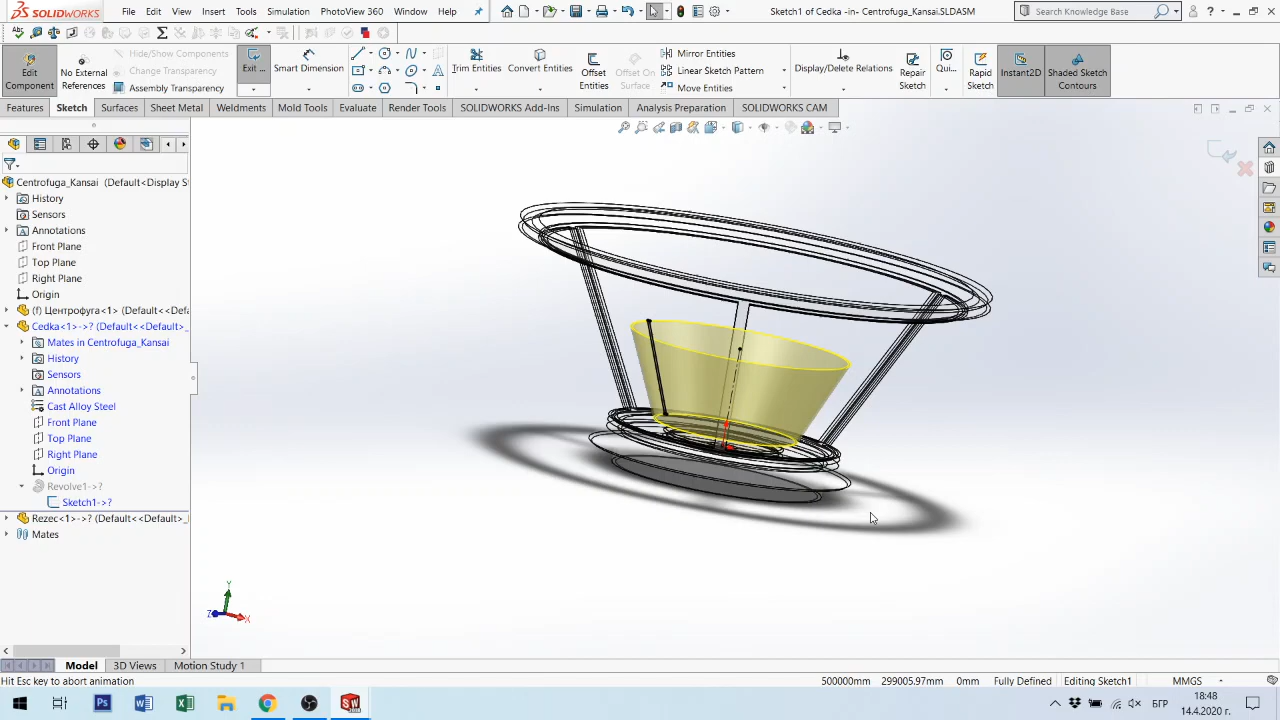 SOLIDWORKS
File Edit View Insert Tools Simulation PhotoView 360 Window Help
Sketch1 of Cedka -in- Centrofuga_Kansai.SLDASM
Search Knowledge Base
Edit Component
No External References
Hide/Show Components
Change Transparency
Assembly Transparency
Exit ...
Smart Dimension
Trim Entities
Convert Entities
Offset Entities
Offset On Surface
Mirror Entities
Linear Sketch Pattern
Move Entities
Display/Delete Relations
Repair Sketch
Qui...
Rapid Sketch
Instant2D
Shaded Sketch Contours
Features Sketch Surfaces Sheet Metal Weldments Mold Tools Evaluate Render Tools SOLIDWORKS Add-Ins Simulation Analysis Preparation SOLIDWORKS CAM
Centrofuga_Kansai (Default<Display S
History
Sensors
Annotations
Front Plane
Top Plane
Right Plane
Origin
(f) Центрофуга<1> (Default<Defa
Cedka<1>->? (Default<<Default>_
Mates in Centrofuga_Kansai
History
Sensors
Annotations
Cast Alloy Steel
Front Plane
Top Plane
Right Plane
Origin
Revolve1->?
Sketch1->?
Rezec<1>->? (Default<<Default>_
Mates
Y
Z
X
Model 3D Views Motion Study 1
Hit Esc key to abort animation
500000mm 299005.97mm 0mm Fully Defined Editing Sketch1 MMGS
Ps
БГР
18:48
14.4.2020 г.